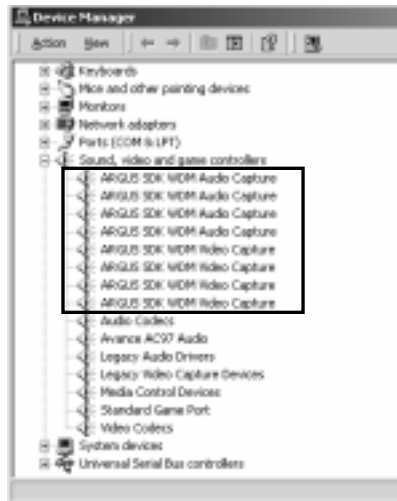 Device Manager
Action View
Keyboards
Mice and other pointing devices
Monitors
Network adapters
Ports (COM & LPT)
Sound, video and game controllers
ARGUS SDK WDM Audio Capture
ARGUS SDK WDM Audio Capture
ARGUS SDK WDM Audio Capture
ARGUS SDK WDM Audio Capture
ARGUS SDK WDM Video Capture
ARGUS SDK WDM Video Capture
ARGUS SDK WDM Video Capture
ARGUS SDK WDM Video Capture
Audio Codecs
Avance AC97 Audio
Legacy Audio Drivers
Legacy Video Capture Devices
Media Control Devices
Standard Game Port
Video Codecs
System devices
Universal Serial Bus controllers